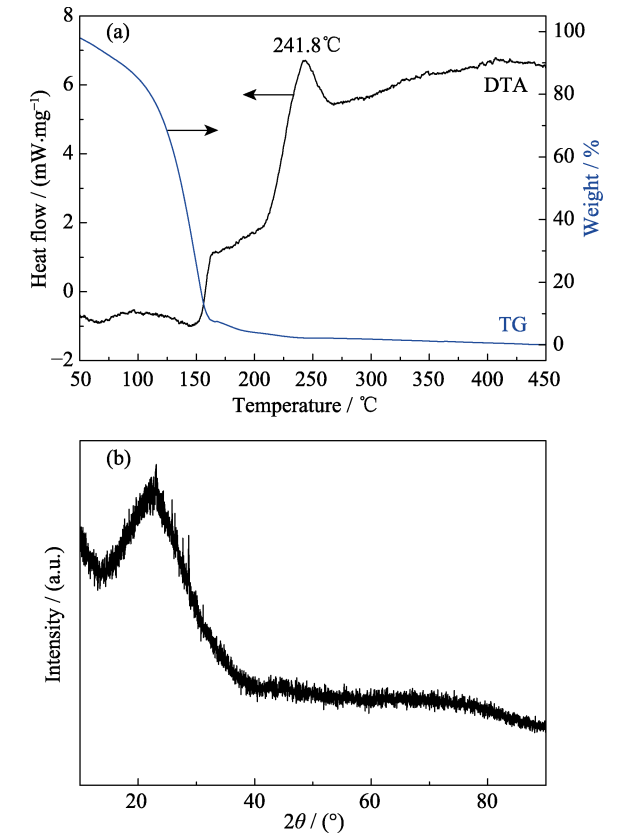 (a)
241.8℃
DTA
TG
8
6
4
2
0
−2
Heat flow / (mW·mg⁻¹)
100
80
60
40
20
0
Weight / %
50 100 150 200 250 300 350 400 450
Temperature / ℃
(b)
Intensity / (a.u.)
20 40 60 80
2θ / (°)